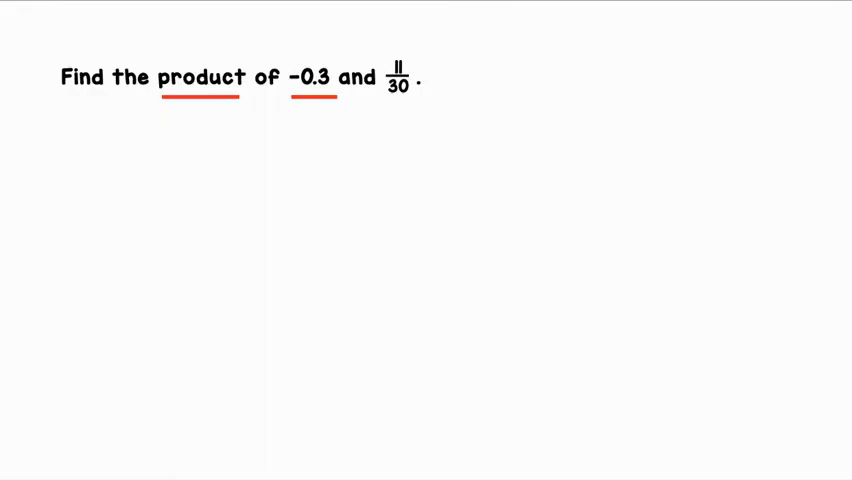 Find the product of -0.3 and 11/30.